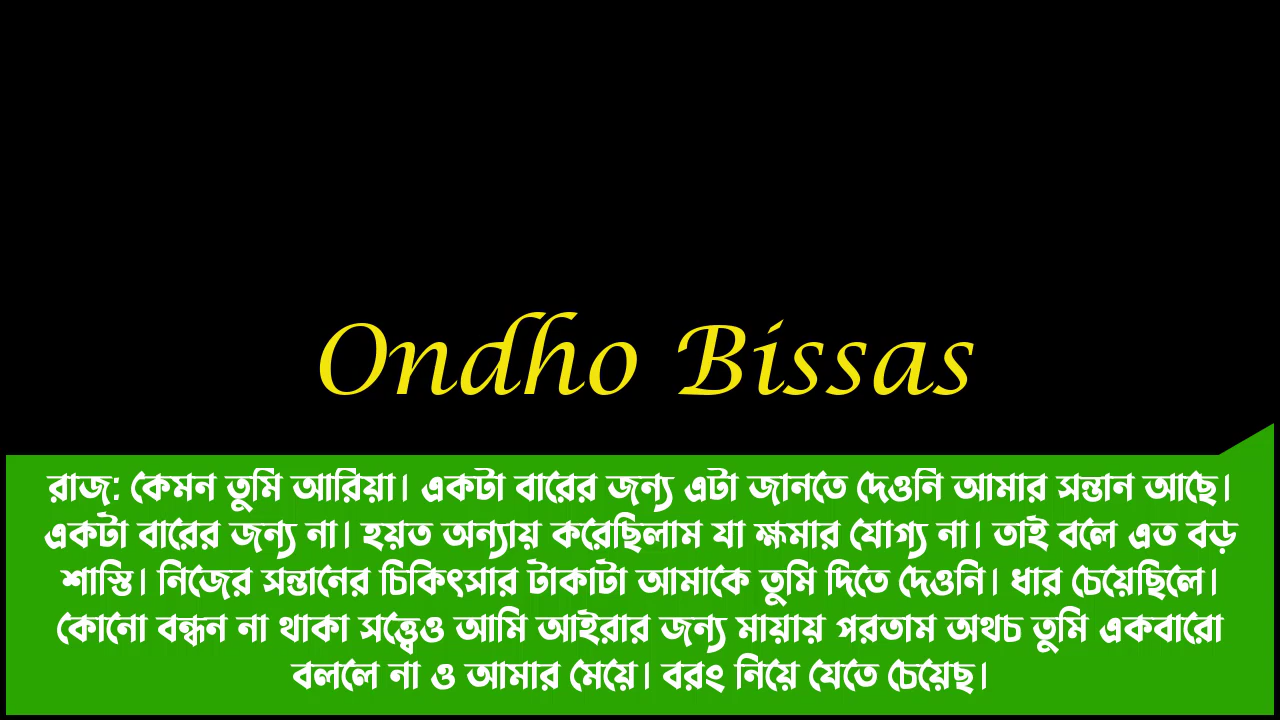 Ondho Bissas
রাজ: কেমন তুমি আরিয়া। একটা বারের জন্য এটা জানতে দেওনি আমার সন্তান আছে।
একটা বারের জন্য না। হয়ত অন্যায় করেছিলাম যা ক্ষমার যোগ্য না। তাই বলে এত বড়
শাস্তি। নিজের সন্তানের চিকিৎসার টাকাটা আমাকে তুমি দিতে দেওনি। ধার চেয়েছিলে।
কোনো বন্ধন না থাকা সত্ত্বেও আমি আইরার জন্য মায়ায় পরতাম অথচ তুমি একবারো
বললে না ও আমার মেয়ে। বরং নিয়ে যেতে চেয়েছ।